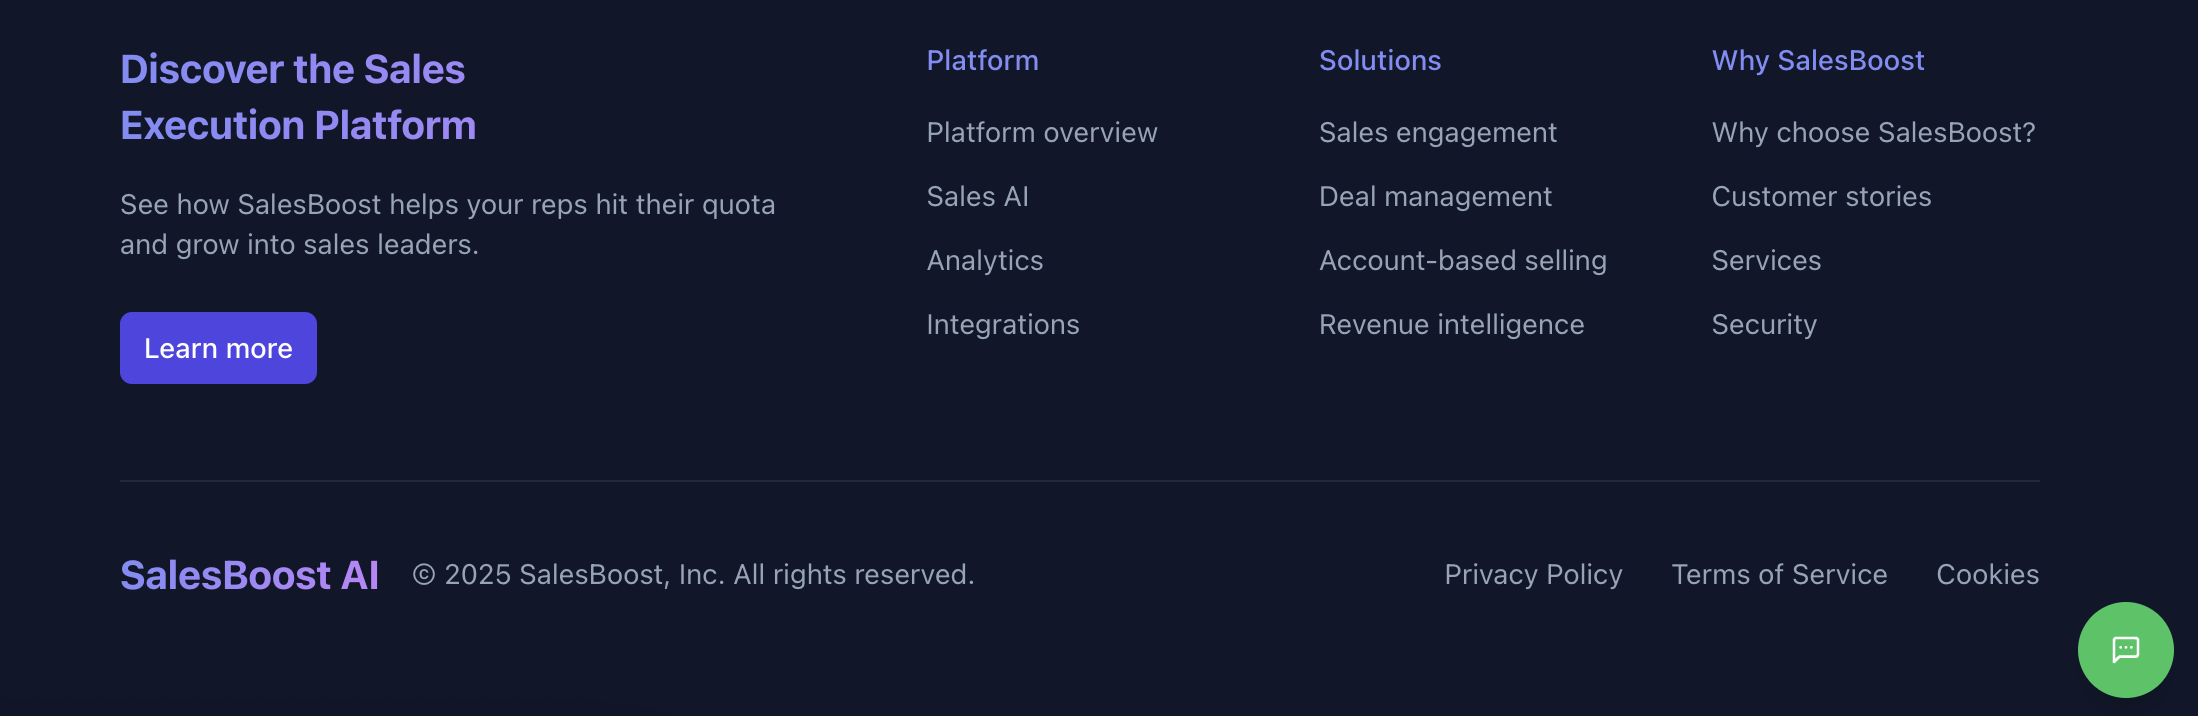 Discover the Sales
Execution Platform
See how SalesBoost helps your reps hit their quota
and grow into sales leaders.
Learn more
Platform
Platform overview
Sales AI
Analytics
Integrations
Solutions
Sales engagement
Deal management
Account-based selling
Revenue intelligence
Why SalesBoost
Why choose SalesBoost?
Customer stories
Services
Security
SalesBoost AI
© 2025 SalesBoost, Inc. All rights reserved.
Privacy Policy
Terms of Service
Cookies